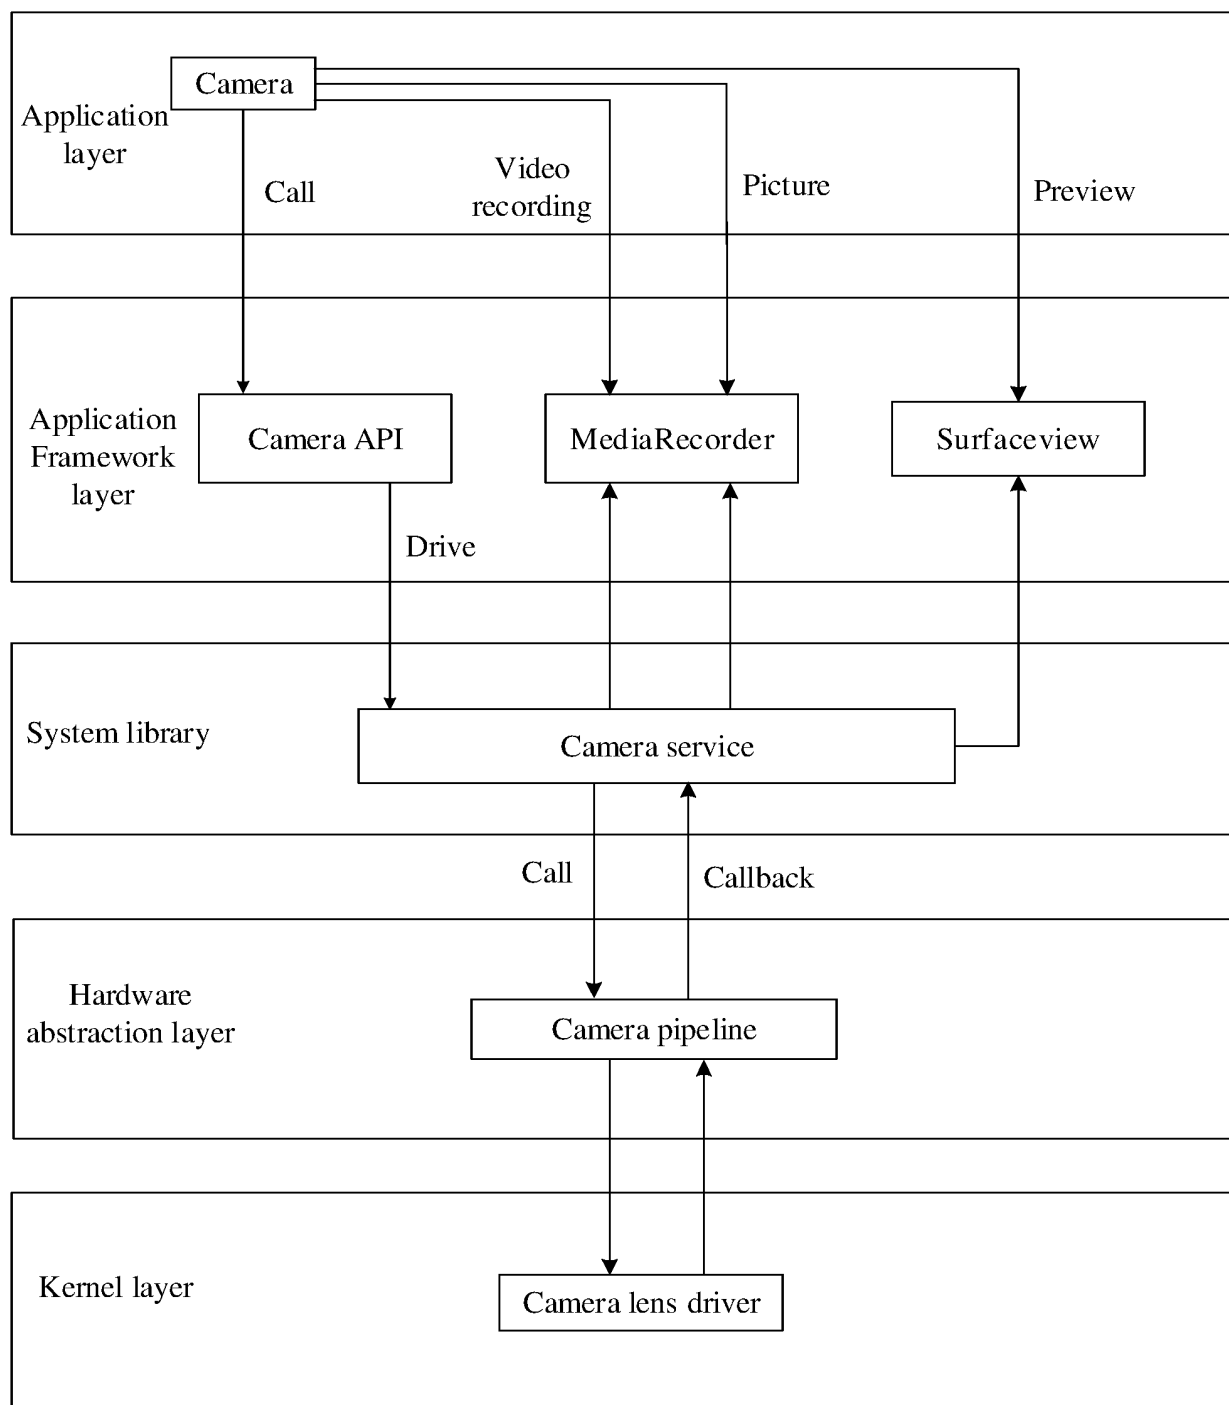 Camera
Application
layer
Call
Video
recording
Picture
Preview
Application
Framework
layer
Camera API
MediaRecorder
Surfaceview
Drive
System library
Camera service
Call
Callback
Hardware
abstraction layer
Camera pipeline
Kernel layer
Camera lens driver